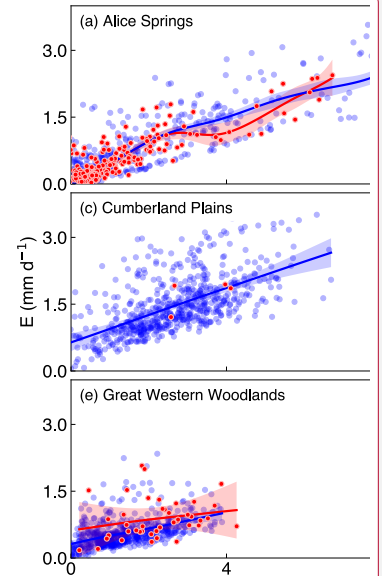 (a) Alice Springs
3.0
1.5
0.0
(c) Cumberland Plains
E (mm d⁻¹)
3.0
1.5
0.0
(e) Great Western Woodlands
3.0
1.5
0.0
0
4